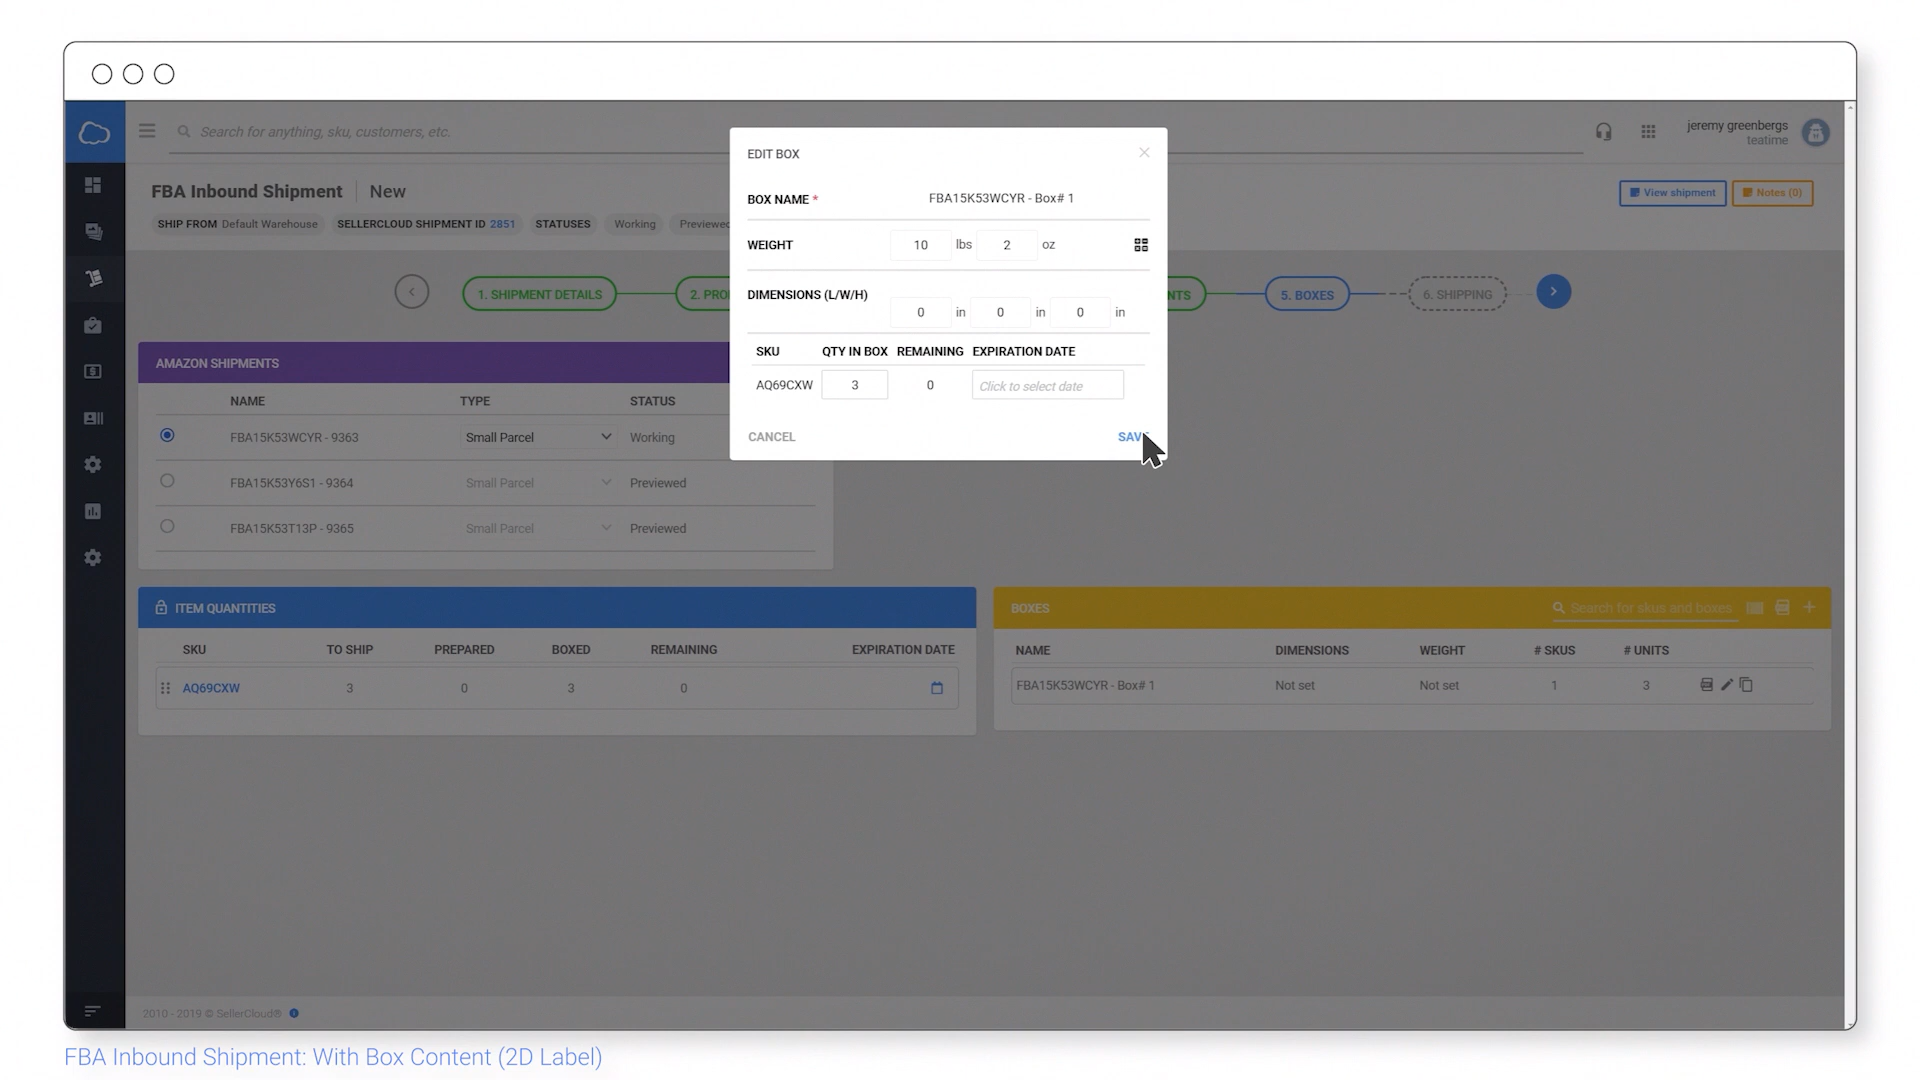 Search for anything, sku, customers, etc.
jeremy greenbergs
teatime
FBA Inbound Shipment | New
View shipment
Notes (0)
SHIP FROM Default Warehouse SELLERCLOUD SHIPMENT ID 2851 STATUSES Working Previewed
1. SHIPMENT DETAILS
2. PRO
NTS
5. BOXES
6. SHIPPING
EDIT BOX
BOX NAME * FBA15K53WCYR - Box# 1
WEIGHT 10 lbs 2 oz
DIMENSIONS (L/W/H)
0 in 0 in 0 in
SKU QTY IN BOX REMAINING EXPIRATION DATE
AQ69CXW 3 0 Click to select date
CANCEL SAV
AMAZON SHIPMENTS
NAME TYPE STATUS
FBA15K53WCYR - 9363 Small Parcel Working
FBA15K53Y6S1 - 9364 Small Parcel Previewed
FBA15K53T13P - 9365 Small Parcel Previewed
ITEM QUANTITIES
SKU TO SHIP PREPARED BOXED REMAINING EXPIRATION DATE
AQ69CXW 3 0 3 0
BOXES Search for skus and boxes
NAME DIMENSIONS WEIGHT # SKUS # UNITS
FBA15K53WCYR - Box# 1 Not set Not set 1 3
2010 - 2019 © SellerCloud®
FBA Inbound Shipment: With Box Content (2D Label)